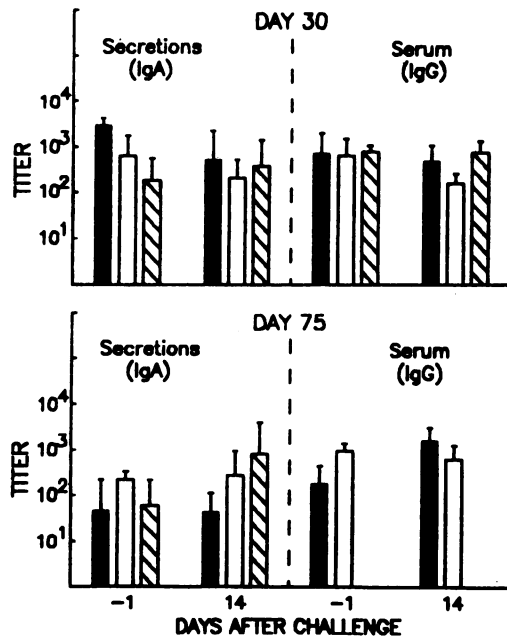 DAY 30
Secretions
(IgA)
Serum
(IgG)
TITER
10⁴
10³
10²
10¹
DAY 75
Secretions
(IgA)
Serum
(IgG)
TITER
10⁴
10³
10²
10¹
-1
14
-1
14
DAYS AFTER CHALLENGE